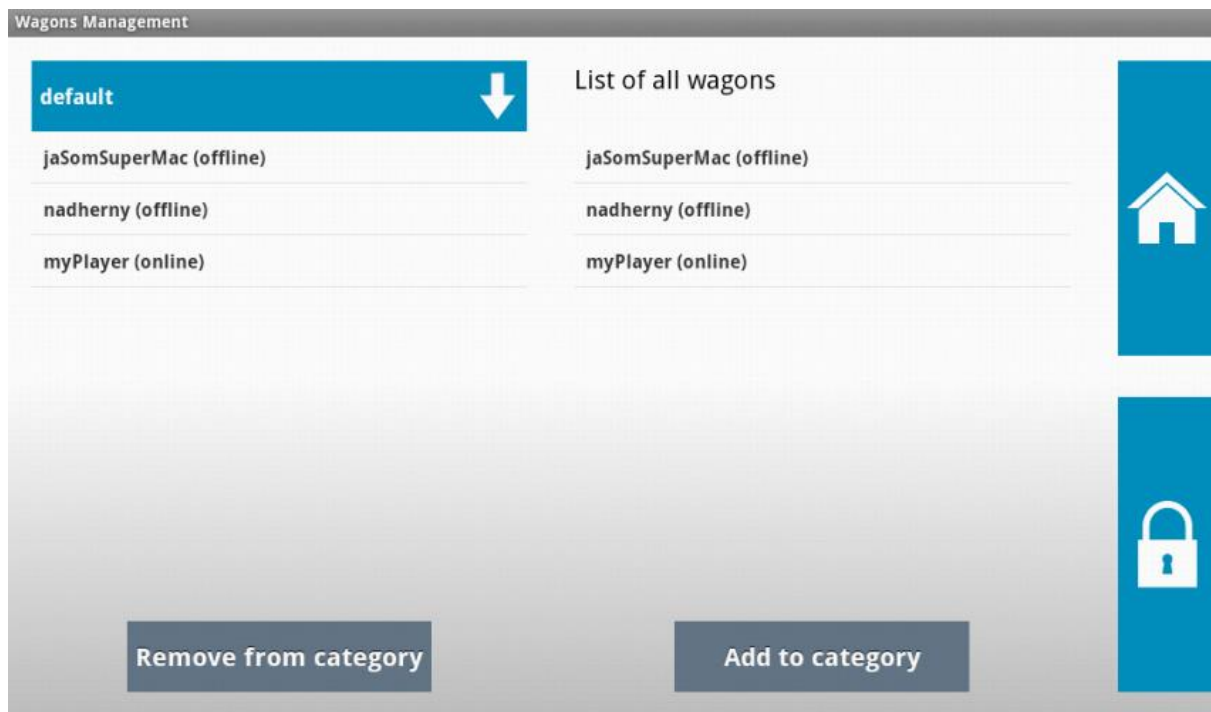 Wagons Management
default
jaSomSuperMac (offline)
nadherny (offline)
myPlayer (online)
Remove from category
List of all wagons
jaSomSuperMac (offline)
nadherny (offline)
myPlayer (online)
Add to category